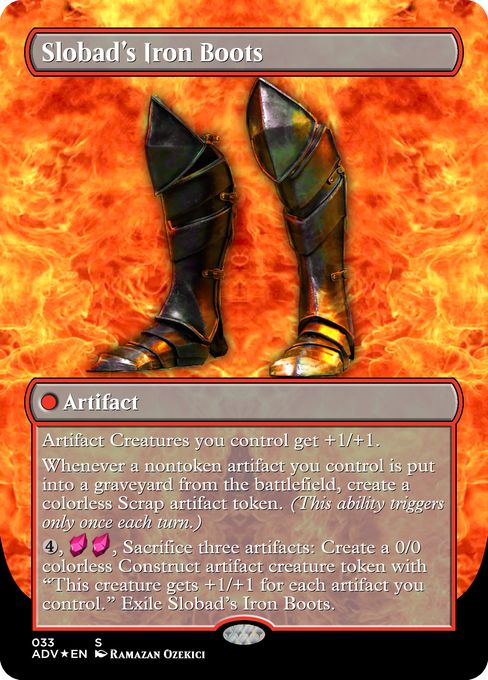 Slobad's Iron Boots
Artifact
Artifact Creatures you control get +1/+1.
Whenever a nontoken artifact you control is put
into a graveyard from the battlefield, create a
colorless Scrap artifact token. (This ability triggers
only once each turn.)
4, , Sacrifice three artifacts: Create a 0/0
colorless Construct artifact creature token with
“This creature gets +1/+1 for each artifact you
control.” Exile Slobad's Iron Boots.
033 S
ADV★EN Ramazan Ozekici